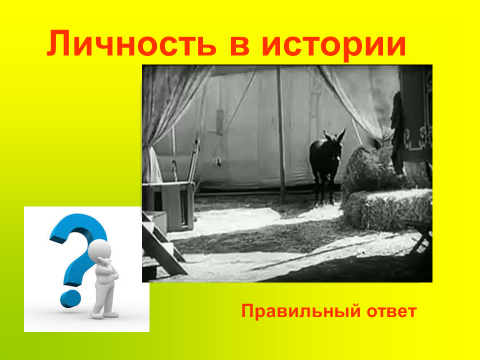 Личность в истории
Правильный ответ